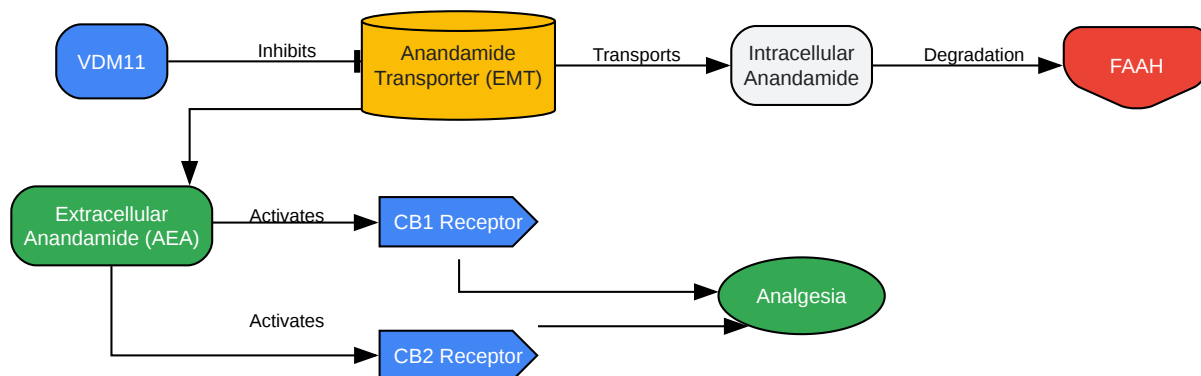 VDM11
Inhibits
Anandamide
Transporter (EMT)
Transports
Intracellular
Anandamide
Degradation
FAAH
Extracellular
Anandamide (AEA)
Activates
CB1 Receptor
Analgesia
Activates
CB2 Receptor